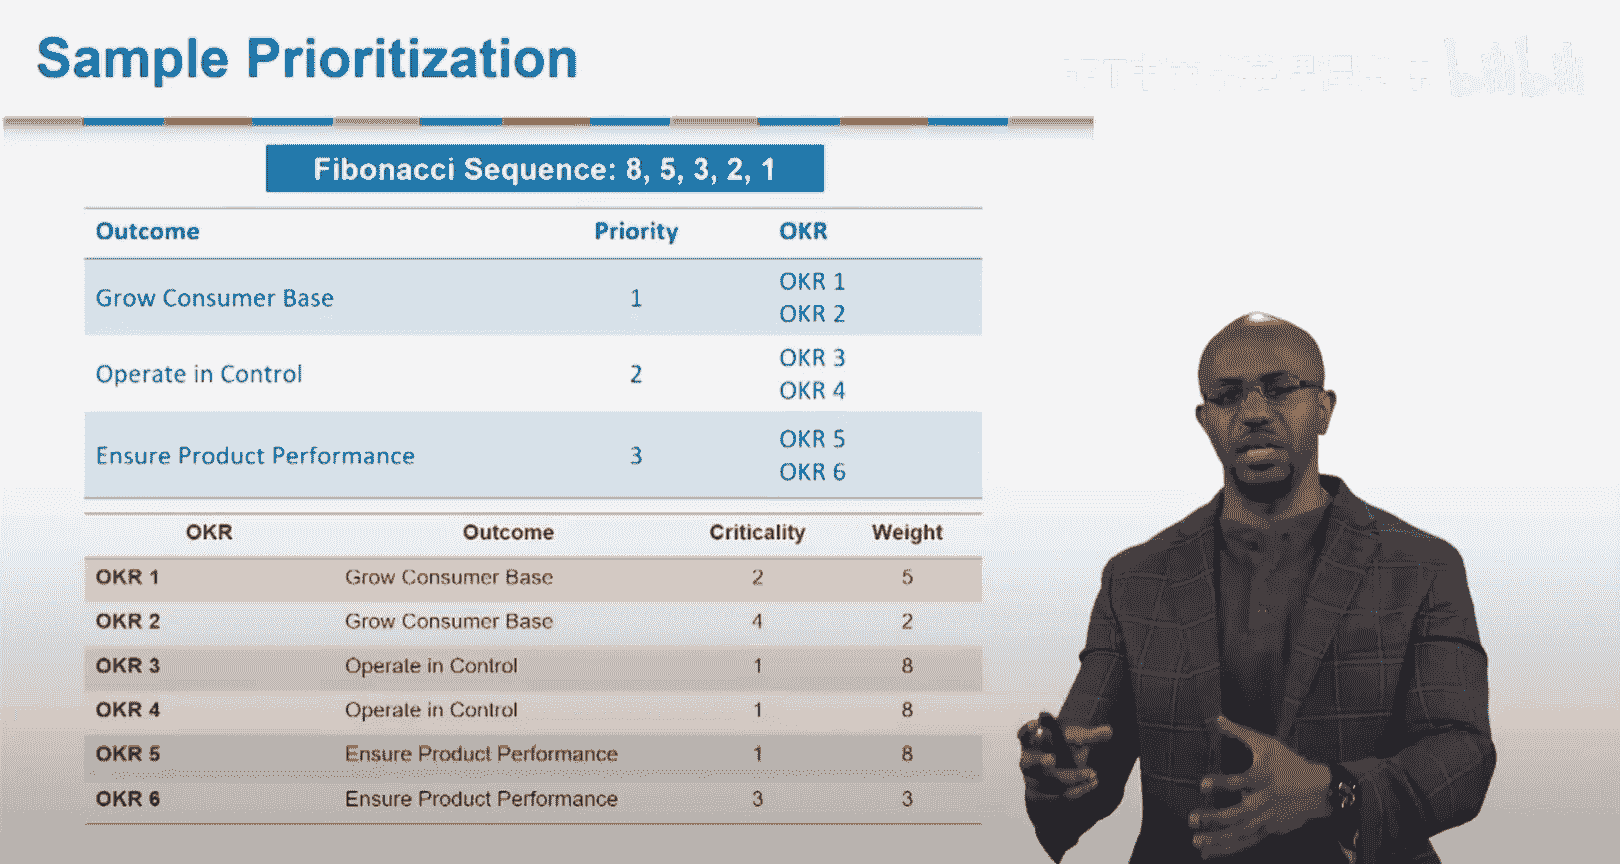 Sample Prioritization
Fibonacci Sequence: 8, 5, 3, 2, 1
Outcome Priority OKR
Grow Consumer Base 1 OKR 1
OKR 2
Operate in Control 2 OKR 3
OKR 4
Ensure Product Performance 3 OKR 5
OKR 6
OKR Outcome Criticality Weight
OKR 1 Grow Consumer Base 2 5
OKR 2 Grow Consumer Base 4 2
OKR 3 Operate in Control 1 8
OKR 4 Operate in Control 1 8
OKR 5 Ensure Product Performance 1 8
OKR 6 Ensure Product Performance 3 3